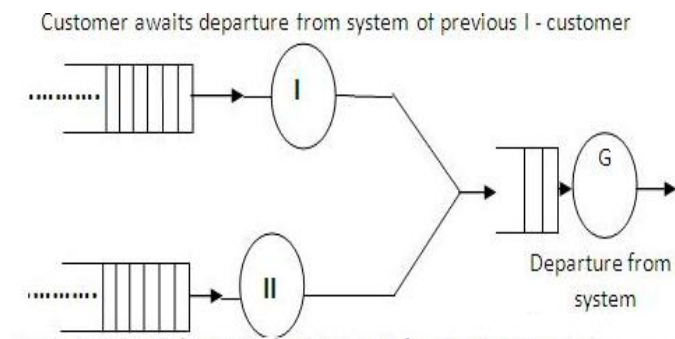 Customer awaits departure from system of previous I - customer
I
G
II
Departure from
system